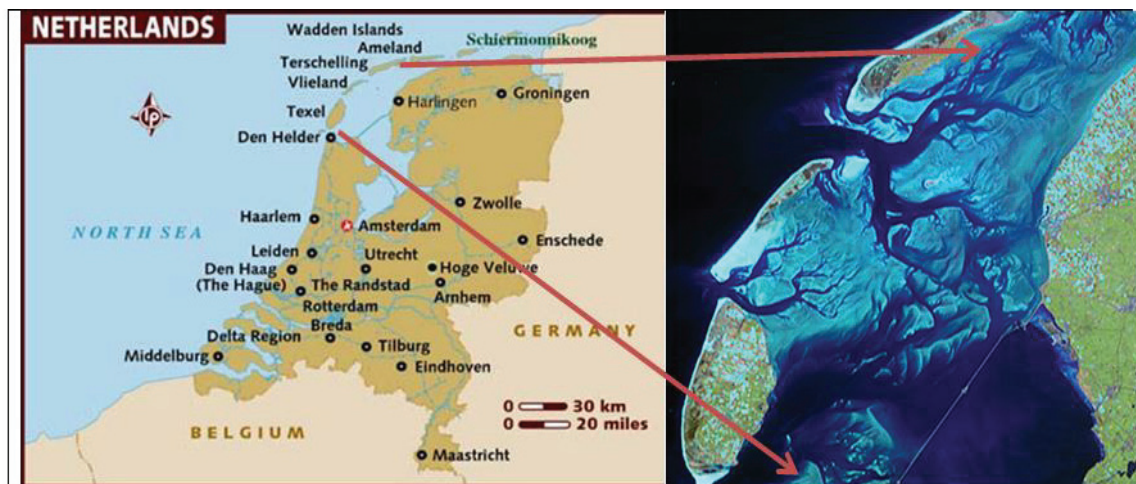 NETHERLANDS
Wadden Islands
Ameland
Schiermonnikoog
Terschelling
Vlieland
Texel
Harlingen
Groningen
Den Helder
LP
Zwolle
Haarlem
Amsterdam
NORTH SEA
Enschede
Leiden
Utrecht
Den Haag
(The Hague)
Hoge Veluwe
The Randstad
Arnhem
Rotterdam
Breda
Delta Region
GERMANY
Middelburg
Tilburg
Eindhoven
0 30 km
0 20 miles
BELGIUM
Maastricht